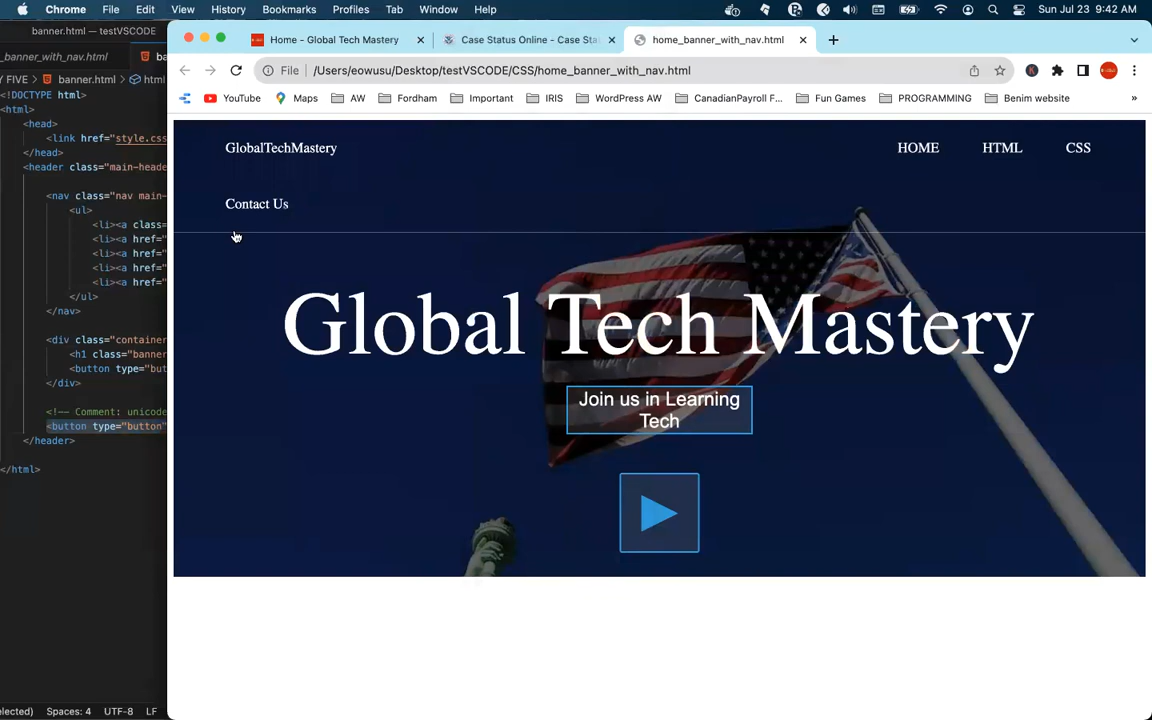 Chrome File Edit View History Bookmarks Profiles Tab Window Help Sun Jul 23 9:42 AM
banner.html — testVSCODE
_banner_with_nav.html ba
Home - Global Tech Mastery
Case Status Online - Case Sta
home_banner_with_nav.html
File /Users/eowusu/Desktop/testVSCODE/CSS/home_banner_with_nav.html
Y FIVE > banner.html > html
YouTube Maps AW Fordham Important IRIS WordPress AW CanadianPayroll F... Fun Games PROGRAMMING Benim website »
<!DOCTYPE html>
<html>
<head>
<link href="style.css
</head>
<header class="main-heade
<nav class="nav main-
<ul>
<li><a class=
<li><a href="
<li><a href="
<li><a href="
<li><a href="
</ul>
</nav>
<div class="container
<h1 class="banner
<button type="but
</div>
<!-- Comment: unicode
<button type="button"
</header>
</html>
GlobalTechMastery HOME HTML CSS
Contact Us
Global Tech Mastery
Join us in Learning
Tech
elected) Spaces: 4 UTF-8 LF